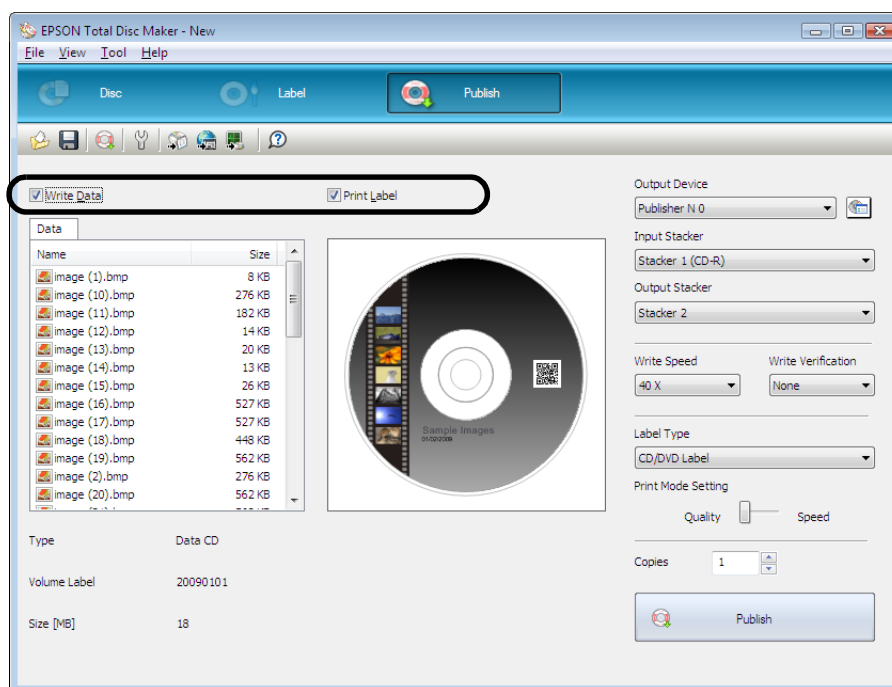 EPSON Total Disc Maker - New
File View Tool Help
Disc Label Publish
Write Data Print Label
Data
Name Size
image (1).bmp 8 KB
image (10).bmp 276 KB
image (11).bmp 182 KB
image (12).bmp 14 KB
image (13).bmp 20 KB
image (14).bmp 13 KB
image (15).bmp 26 KB
image (16).bmp 527 KB
image (17).bmp 527 KB
image (18).bmp 448 KB
image (19).bmp 562 KB
image (2).bmp 276 KB
image (20).bmp 562 KB
Sample Images
01/02/2009
Type Data CD
Volume Label 20090101
Size [MB] 18
Output Device
Publisher N 0
Input Stacker
Stacker 1 (CD-R)
Output Stacker
Stacker 2
Write Speed Write Verification
40 X None
Label Type
CD/DVD Label
Print Mode Setting
Quality Speed
Copies 1
Publish